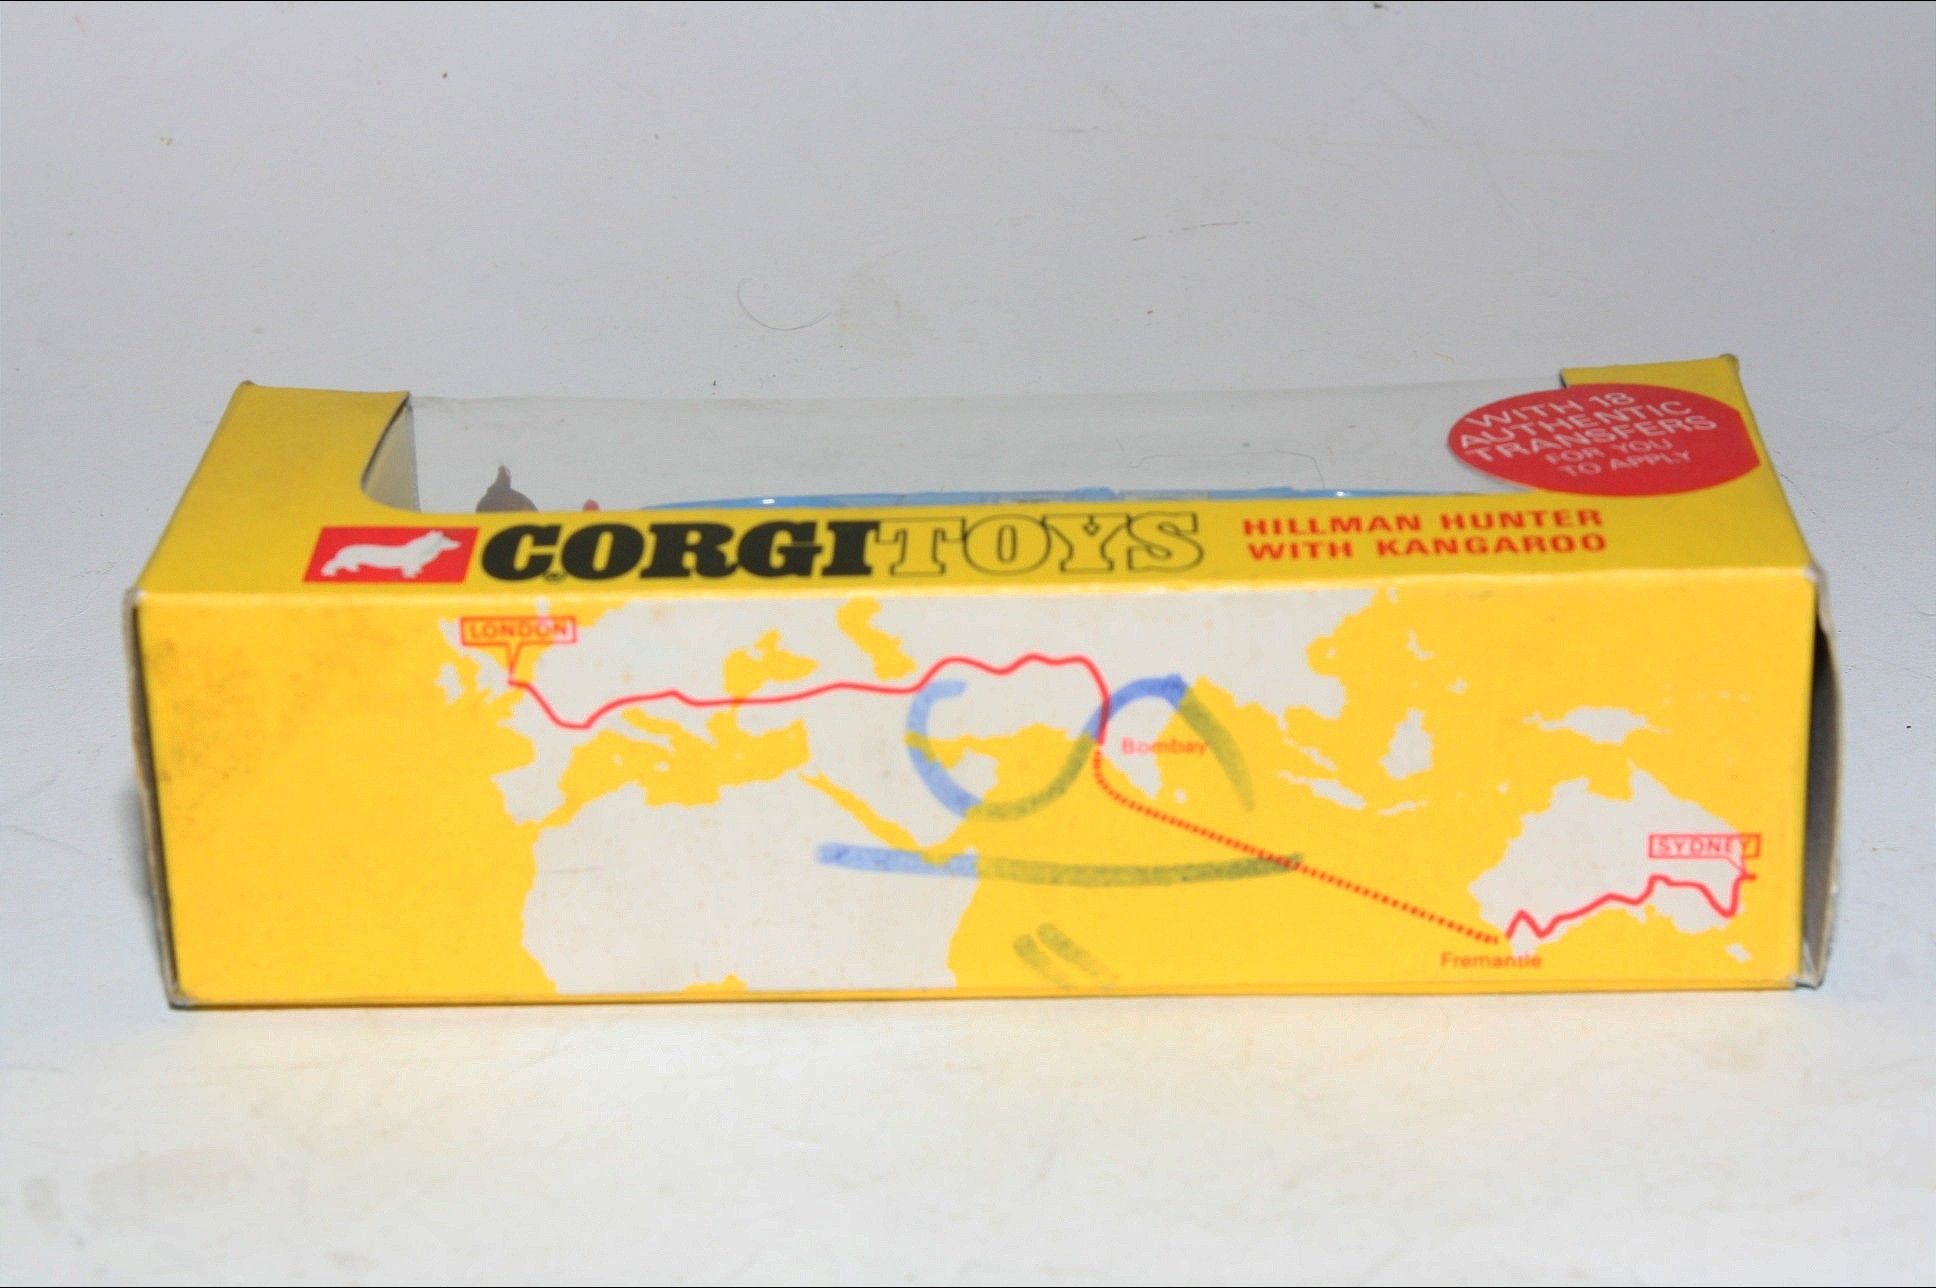 WITH 18
AUTHENTIC
TRANSFERS
FOR YOU
TO APPLY
CORGI TOYS
HILLMAN HUNTER
WITH KANGAROO
LONDON
Bombay
SYDNEY
Fremantle